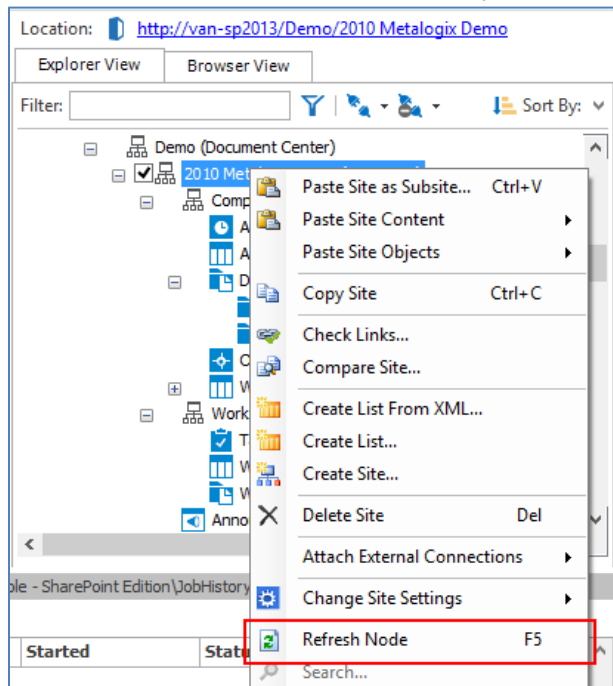 Location: http://van-sp2013/Demo/2010 Metalogix Demo
Explorer View Browser View
Filter: Sort By:
Demo (Document Center)
2010 Met
Comp
A
A
D
O
W
Work
T
W
W
Anno
Paste Site as Subsite... Ctrl+V
Paste Site Content
Paste Site Objects
Copy Site Ctrl+C
Check Links...
Compare Site...
Create List From XML...
Create List...
Create Site...
Delete Site Del
Attach External Connections
Change Site Settings
Refresh Node F5
Search...
ole - SharePoint Edition\JobHistory
Started Statu